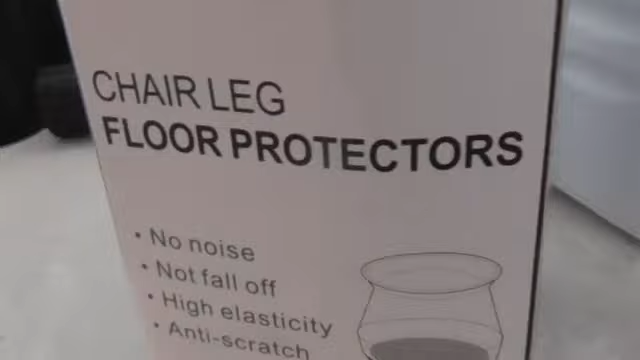 CHAIR LEG
FLOOR PROTECTORS
• No noise
• Not fall off
• High elasticity
• Anti-scratch